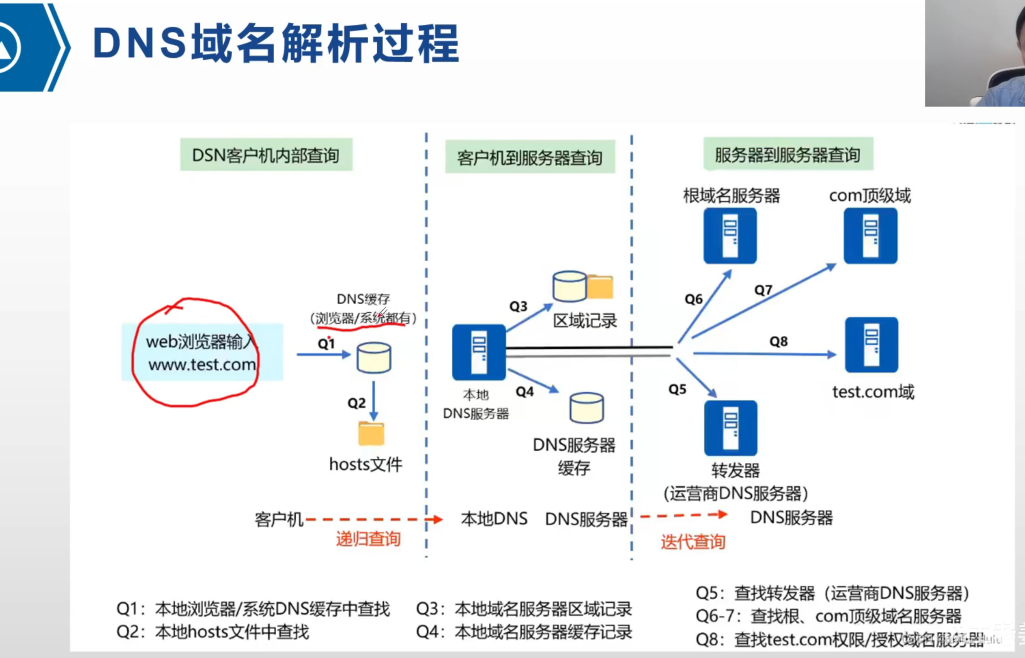 DNS域名解析过程
DSN客户机内部查询
客户机到服务器查询
服务器到服务器查询
根域名服务器
com顶级域
DNS缓存
（浏览器/系统都有）
Q3
Q6
Q7
区域记录
web浏览器输入
www.test.com
Q1
Q8
本地
DNS服务器
Q4
Q5
test.com域
Q2
hosts文件
DNS服务器
缓存
转发器
（运营商DNS服务器）
客户机
本地DNS
DNS服务器
DNS服务器
递归查询
迭代查询
Q1：本地浏览器/系统DNS缓存中查找
Q2：本地hosts文件中查找
Q3：本地域名服务器区域记录
Q4：本地域名服务器缓存记录
Q5：查找转发器（运营商DNS服务器）
Q6-7：查找根、com顶级域名服务器
Q8：查找test.com权限/授权域名服务器